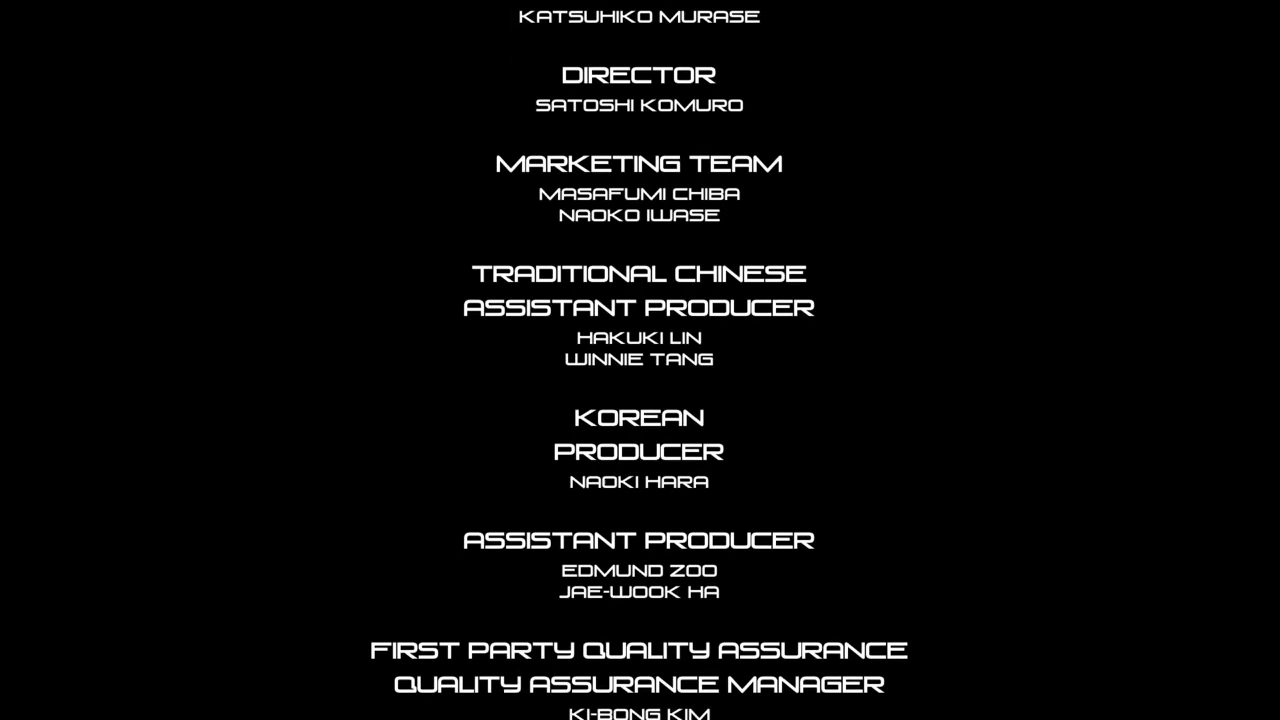 KATSUHIKO MURASE
DIRECTOR
SATOSHI KOMURO
MARKETING TEAM
MASAFUMI CHIBA
NAOKO IWASE
TRADITIONAL CHINESE
ASSISTANT PRODUCER
HAKUKI LIN
WINNIE TANG
KOREAN
PRODUCER
NAOKI HARA
ASSISTANT PRODUCER
EDMUND ZOO
JAE-WOOK HA
FIRST PARTY QUALITY ASSURANCE
QUALITY ASSURANCE MANAGER
KI-BONG KIM